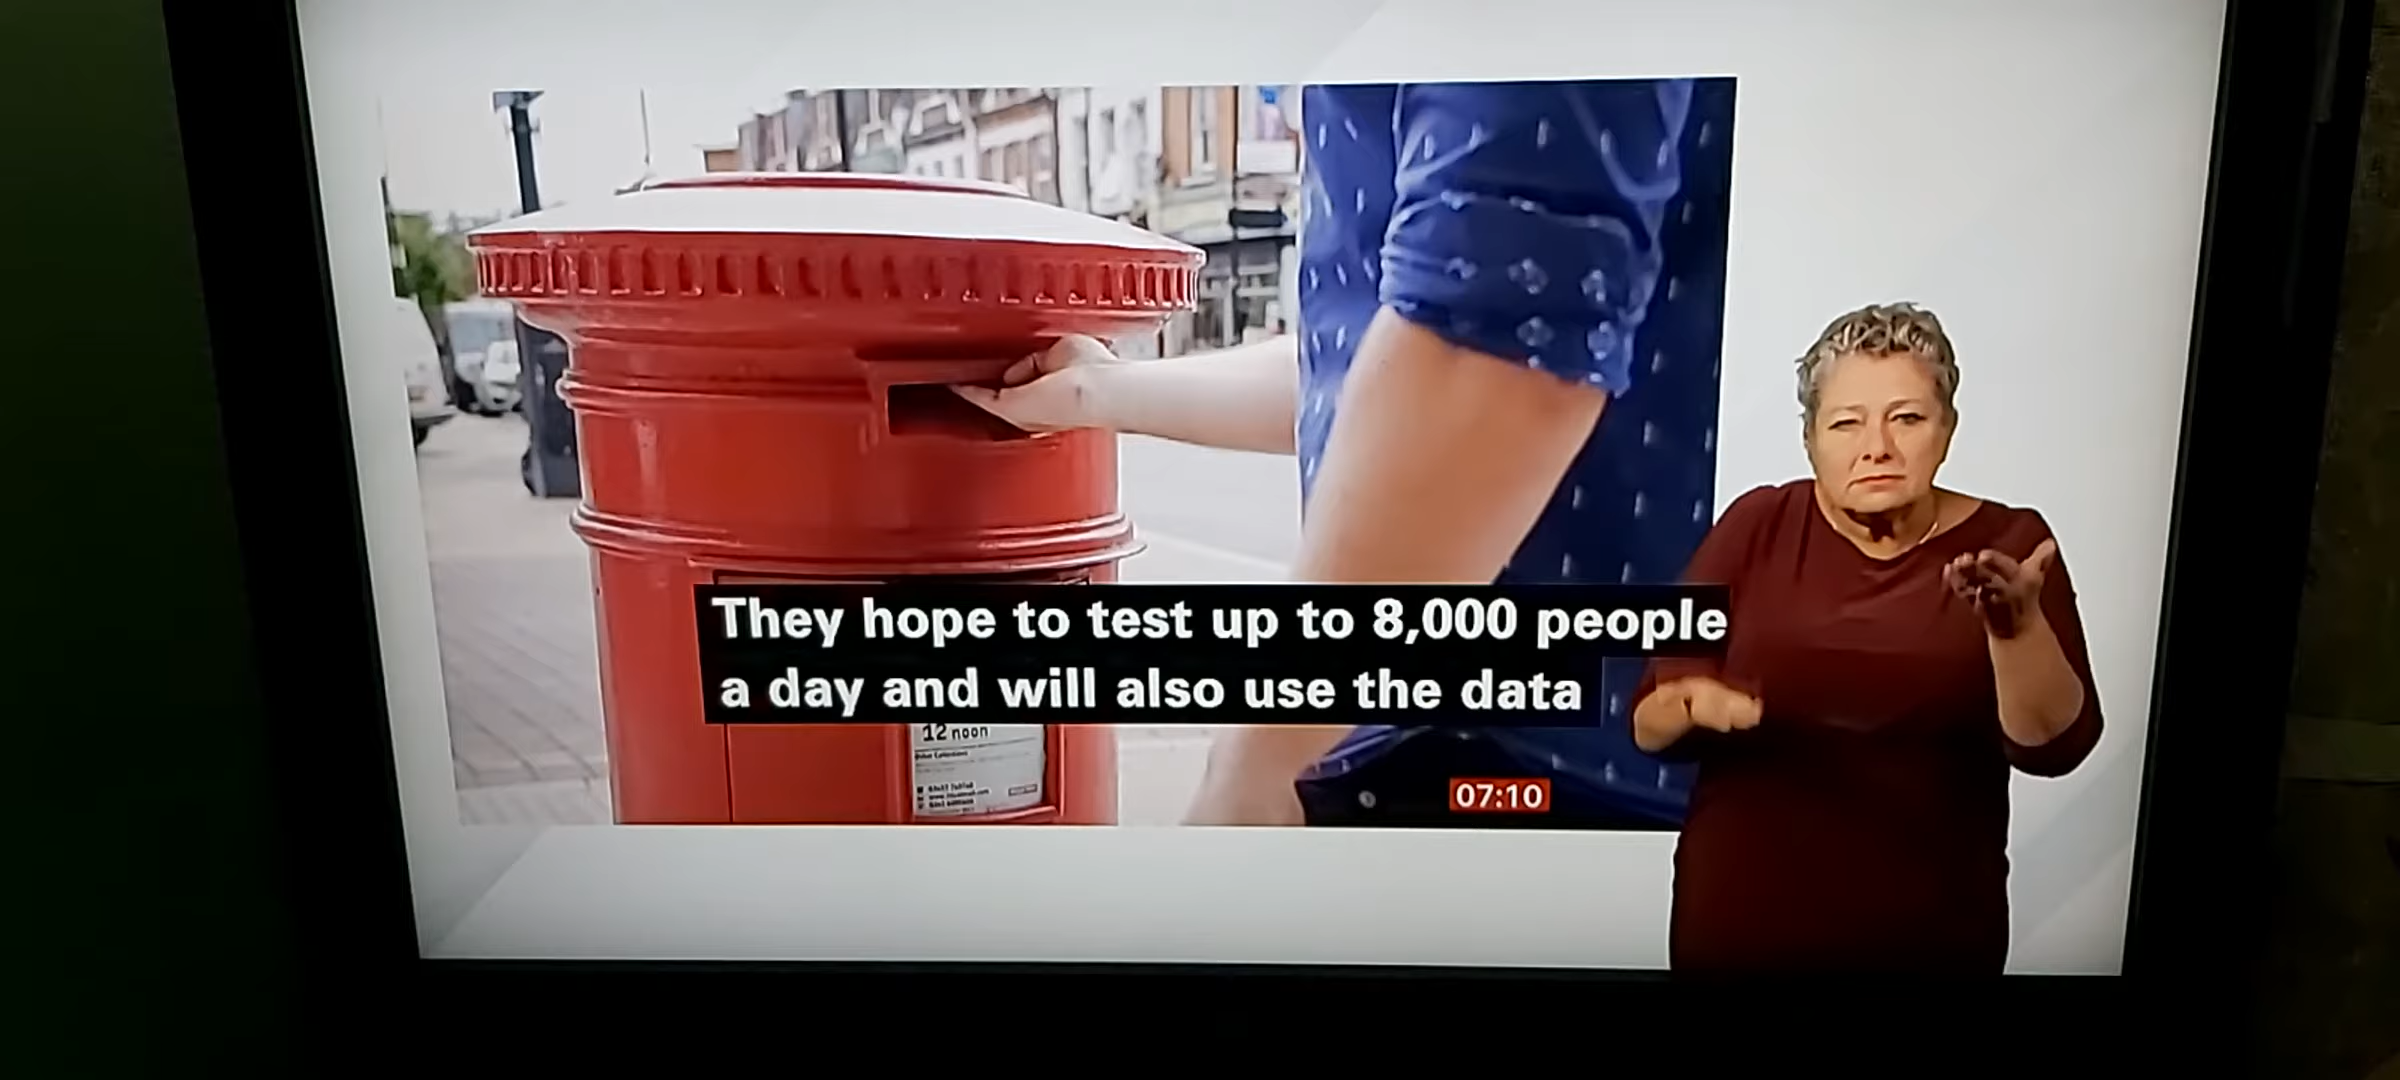 They hope to test up to 8,000 people
a day and will also use the data
12 noon
07:10